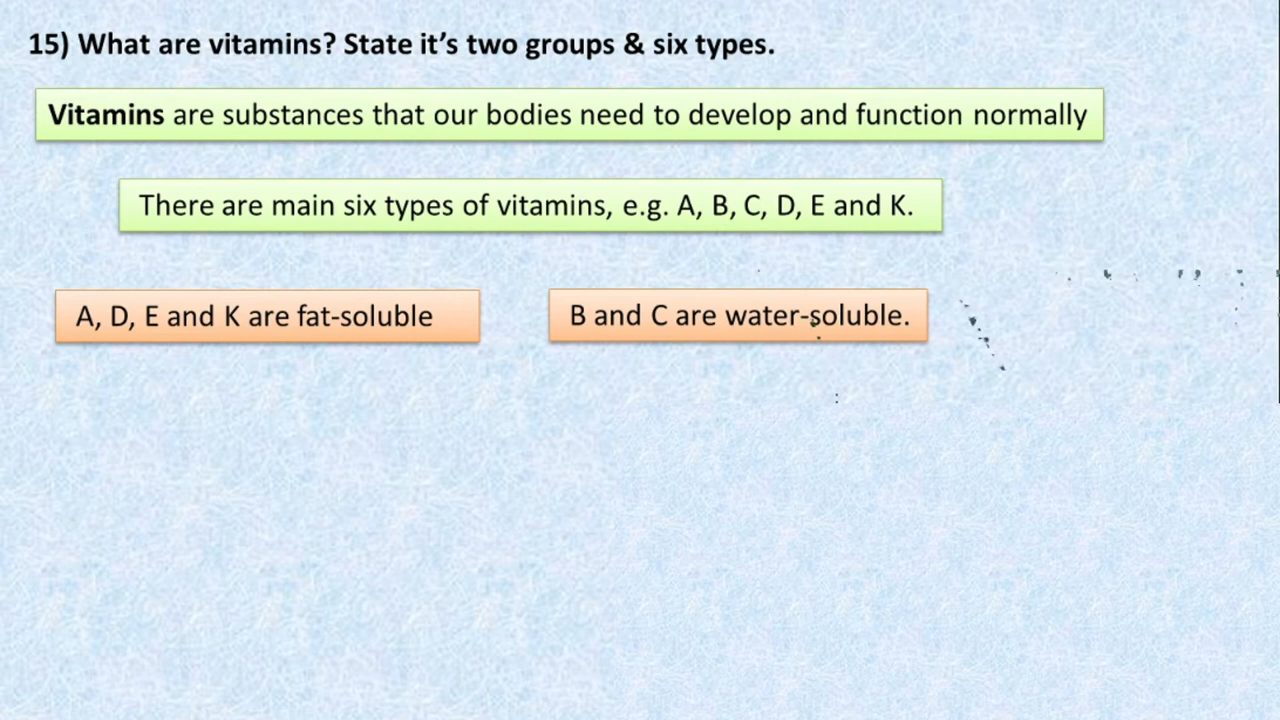 15) What are vitamins? State it's two groups & six types.
Vitamins are substances that our bodies need to develop and function normally
There are main six types of vitamins, e.g. A, B, C, D, E and K.
A, D, E and K are fat-soluble
B and C are water-soluble.